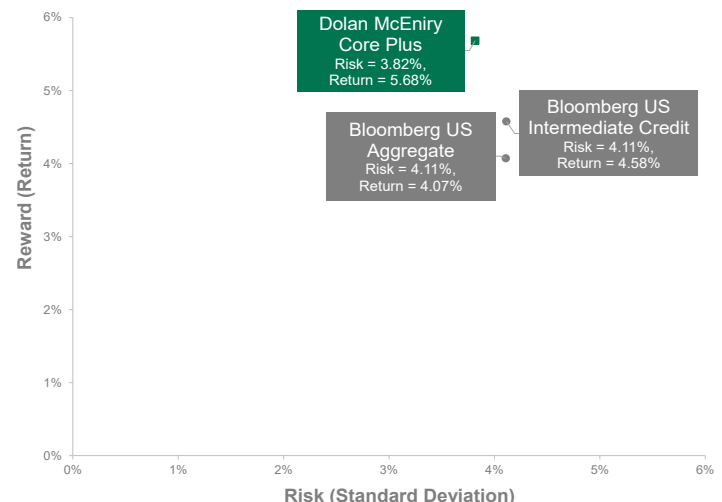 6%
Dolan McEniry
Core Plus
Risk = 3.82%,
Return = 5.68%
5%
Bloomberg US
Intermediate Credit
Risk = 4.11%,
Return = 4.58%
Bloomberg US
Aggregate
Risk = 4.11%,
Return = 4.07%
4%
3%
2%
1%
0%
Reward (Return)
0%
1%
2%
3%
4%
5%
6%
Risk (Standard Deviation)